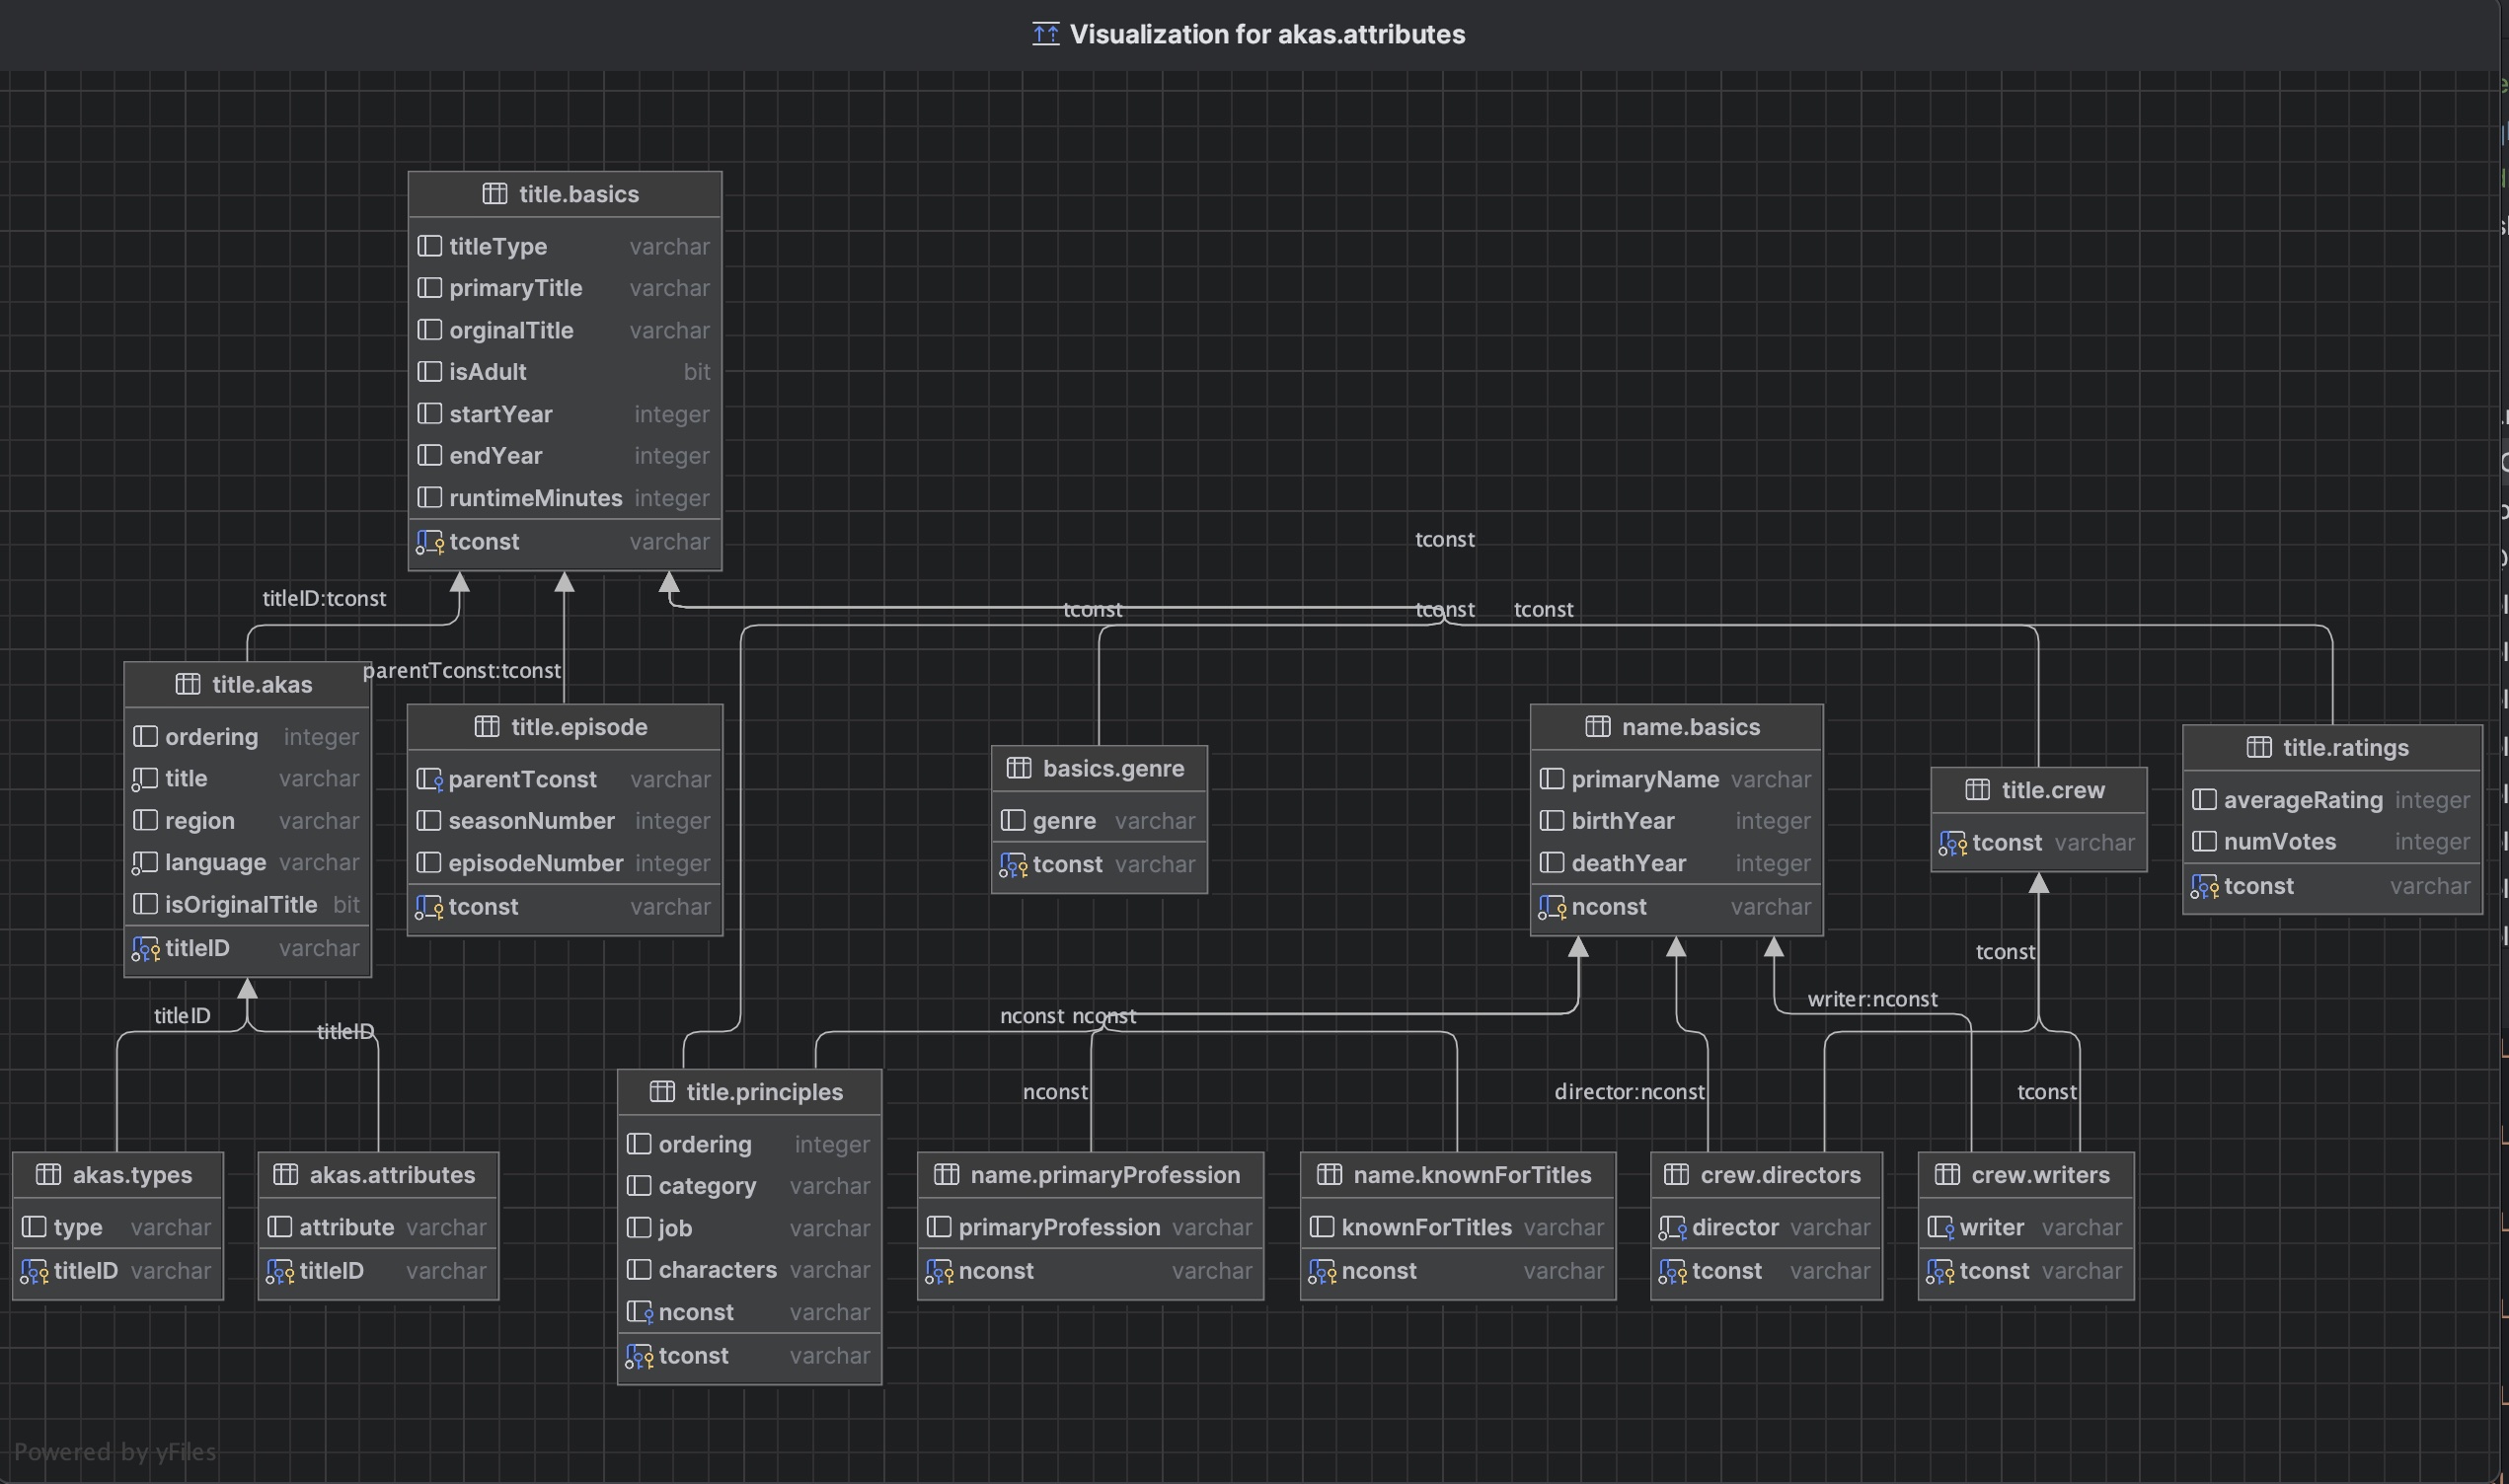 Visualization for akas.attributes
title.basics
titleType varchar
primaryTitle varchar
orginalTitle varchar
isAdult bit
startYear integer
endYear integer
runtimeMinutes integer
tconst varchar
tconst
titleID:tconst
tconst
tconst
tconst
parentTconst:tconst
title.akas
ordering integer
title varchar
region varchar
language varchar
isOriginalTitle bit
titleID varchar
title.episode
parentTconst varchar
seasonNumber integer
episodeNumber integer
tconst varchar
basics.genre
genre varchar
tconst varchar
name.basics
primaryName varchar
birthYear integer
deathYear integer
nconst varchar
title.crew
tconst varchar
title.ratings
averageRating integer
numVotes integer
tconst varchar
tconst
writer:nconst
titleID
titleID
nconst nconst
nconst
director:nconst
tconst
akas.types
type varchar
titleID varchar
akas.attributes
attribute varchar
titleID varchar
title.principles
ordering integer
category varchar
job varchar
characters varchar
nconst varchar
tconst varchar
name.primaryProfession
primaryProfession varchar
nconst varchar
name.knownForTitles
knownForTitles varchar
nconst varchar
crew.directors
director varchar
tconst varchar
crew.writers
writer varchar
tconst varchar
Powered by yFiles